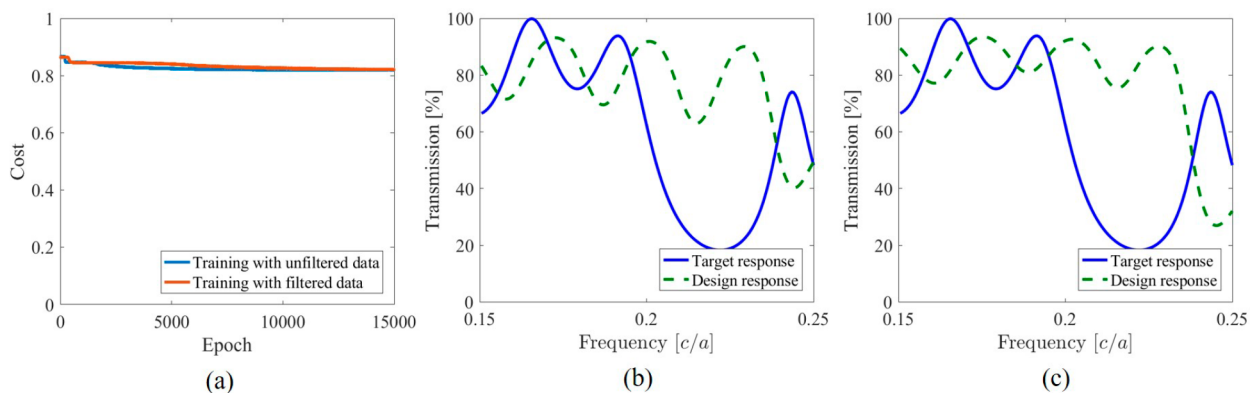 1
0.8
0.6
0.4
0.2
0
Cost
0 5000 10000 15000
Epoch
Training with unfiltered data
Training with filtered data
(a)
100
80
60
40
20
0
Transmission [%]
0.15 0.2 0.25
Frequency [c/a]
Target response
Design response
(b)
100
80
60
40
20
0
Transmission [%]
0.15 0.2 0.25
Frequency [c/a]
Target response
Design response
(c)